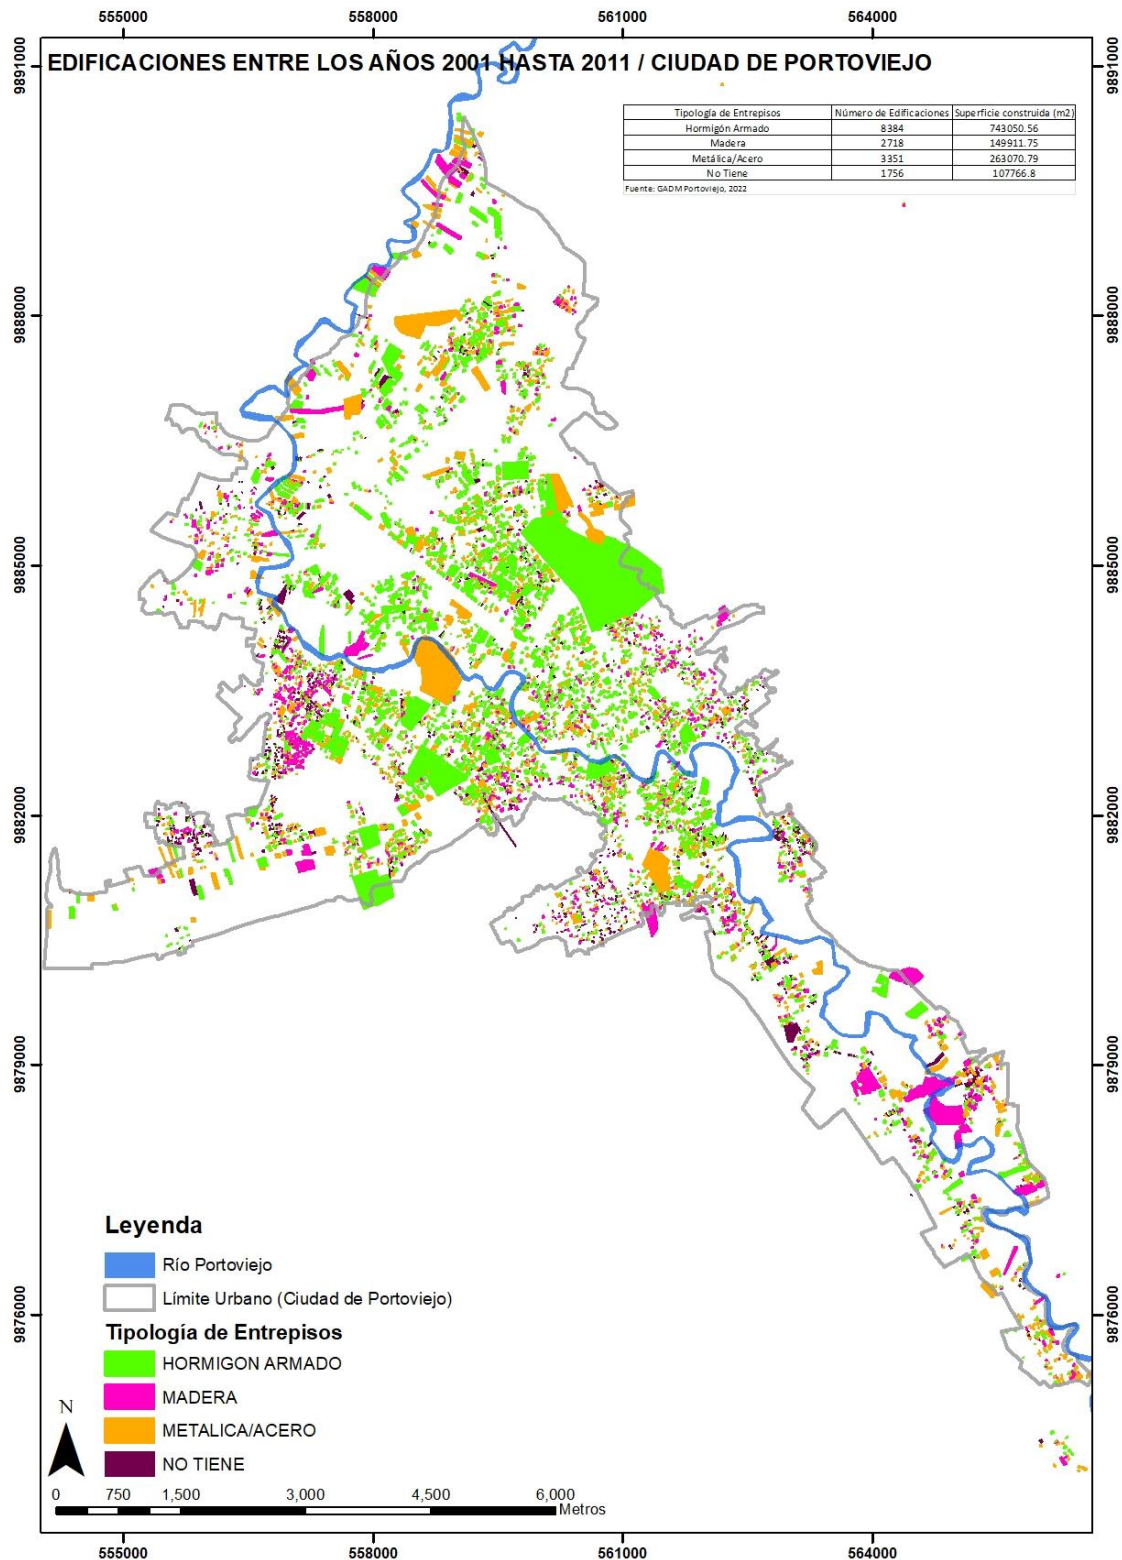 555000 558000 561000 564000
9891000 9891000
EDIFICACIONES ENTRE LOS AÑOS 2001 HASTA 2011 / CIUDAD DE PORTOVIEJO
Tipología de Entrepisos Número de Edificaciones Superficie construida (m2)
Hormigón Armado 8384 743050.56
Madera 2718 149911.75
Metálica/Acero 3351 263070.79
No Tiene 1756 107766.8
Fuente: GADM Portoviejo, 2022
9888000 9888000
9885000 9885000
9882000 9882000
9879000 9879000
Leyenda
Río Portoviejo
Límite Urbano (Ciudad de Portoviejo)
9876000 9876000
Tipología de Entrepisos
HORMIGON ARMADO
MADERA
METALICA/ACERO
NO TIENE
N
0 750 1,500 3,000 4,500 6,000
Metros
555000 558000 561000 564000